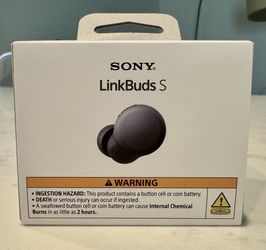 SONY
LinkBuds S
WARNING
• INGESTION HAZARD: This product contains a button cell or coin battery.
• DEATH or serious injury can occur if ingested.
• A swallowed button cell or coin battery can cause Internal Chemical
Burns in as little as 2 hours.